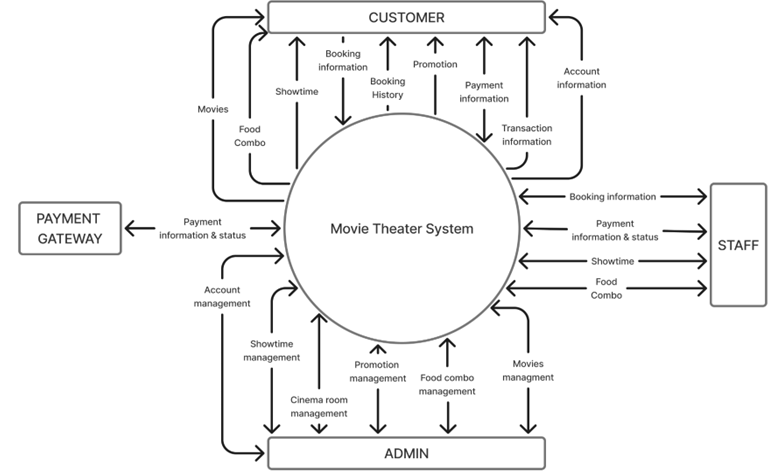 CUSTOMER
Booking
information
Promotion
Account
information
Showtime
Booking
History
Payment
information
Movies
Food
Combo
Transaction
information
Booking information
PAYMENT
GATEWAY
Payment
information & status
Movie Theater System
Payment
information & status
STAFF
Showtime
Food
Combo
Account
management
Showtime
management
Cinema room
management
Promotion
management
Food combo
management
Movies
managment
ADMIN